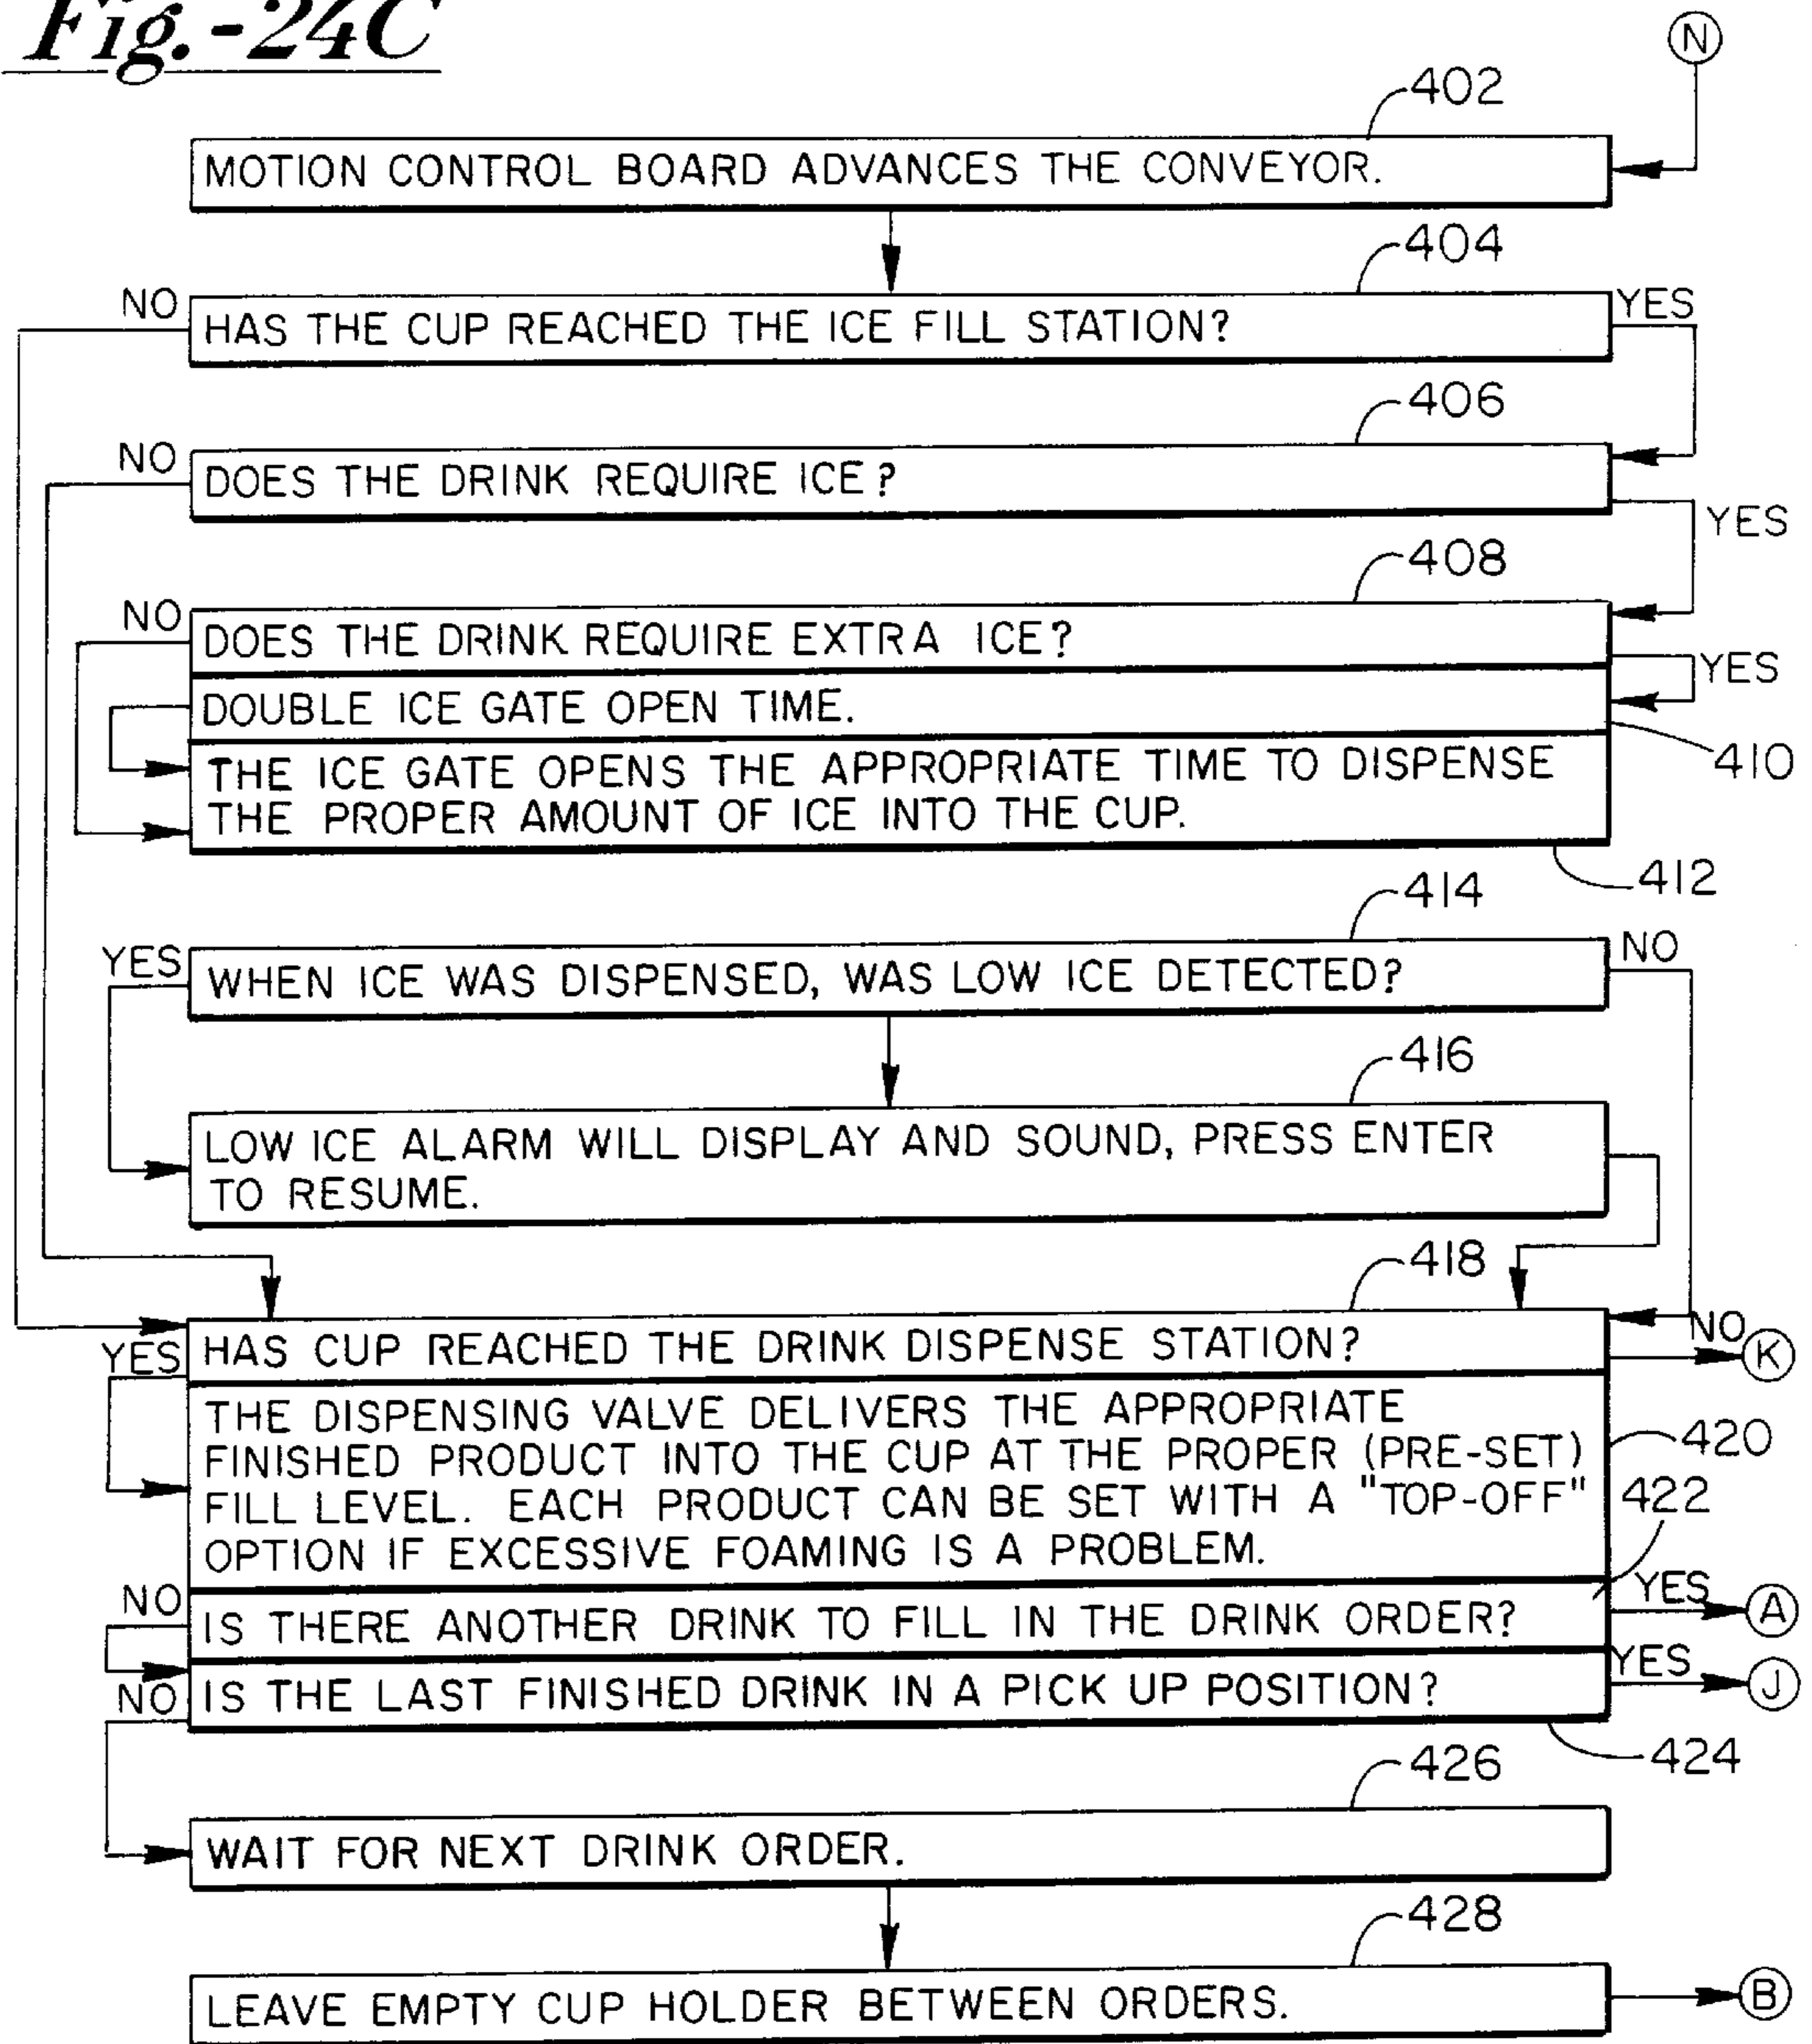 Fig.-24C
N
402
MOTION CONTROL BOARD ADVANCES THE CONVEYOR.
404
NO
YES
HAS THE CUP REACHED THE ICE FILL STATION?
406
NO
DOES THE DRINK REQUIRE ICE?
YES
408
NO
DOES THE DRINK REQUIRE EXTRA ICE?
YES
DOUBLE ICE GATE OPEN TIME.
410
THE ICE GATE OPENS THE APPROPRIATE TIME TO DISPENSE
THE PROPER AMOUNT OF ICE INTO THE CUP.
412
414
YES
NO
WHEN ICE WAS DISPENSED, WAS LOW ICE DETECTED?
416
LOW ICE ALARM WILL DISPLAY AND SOUND, PRESS ENTER
TO RESUME.
418
NO
K
YES
HAS CUP REACHED THE DRINK DISPENSE STATION?
THE DISPENSING VALVE DELIVERS THE APPROPRIATE
FINISHED PRODUCT INTO THE CUP AT THE PROPER (PRE-SET)
FILL LEVEL. EACH PRODUCT CAN BE SET WITH A "TOP-OFF"
OPTION IF EXCESSIVE FOAMING IS A PROBLEM.
420
422
NO
YES
A
IS THERE ANOTHER DRINK TO FILL IN THE DRINK ORDER?
YES
J
NO
IS THE LAST FINISHED DRINK IN A PICK UP POSITION?
424
426
WAIT FOR NEXT DRINK ORDER.
428
LEAVE EMPTY CUP HOLDER BETWEEN ORDERS.
B